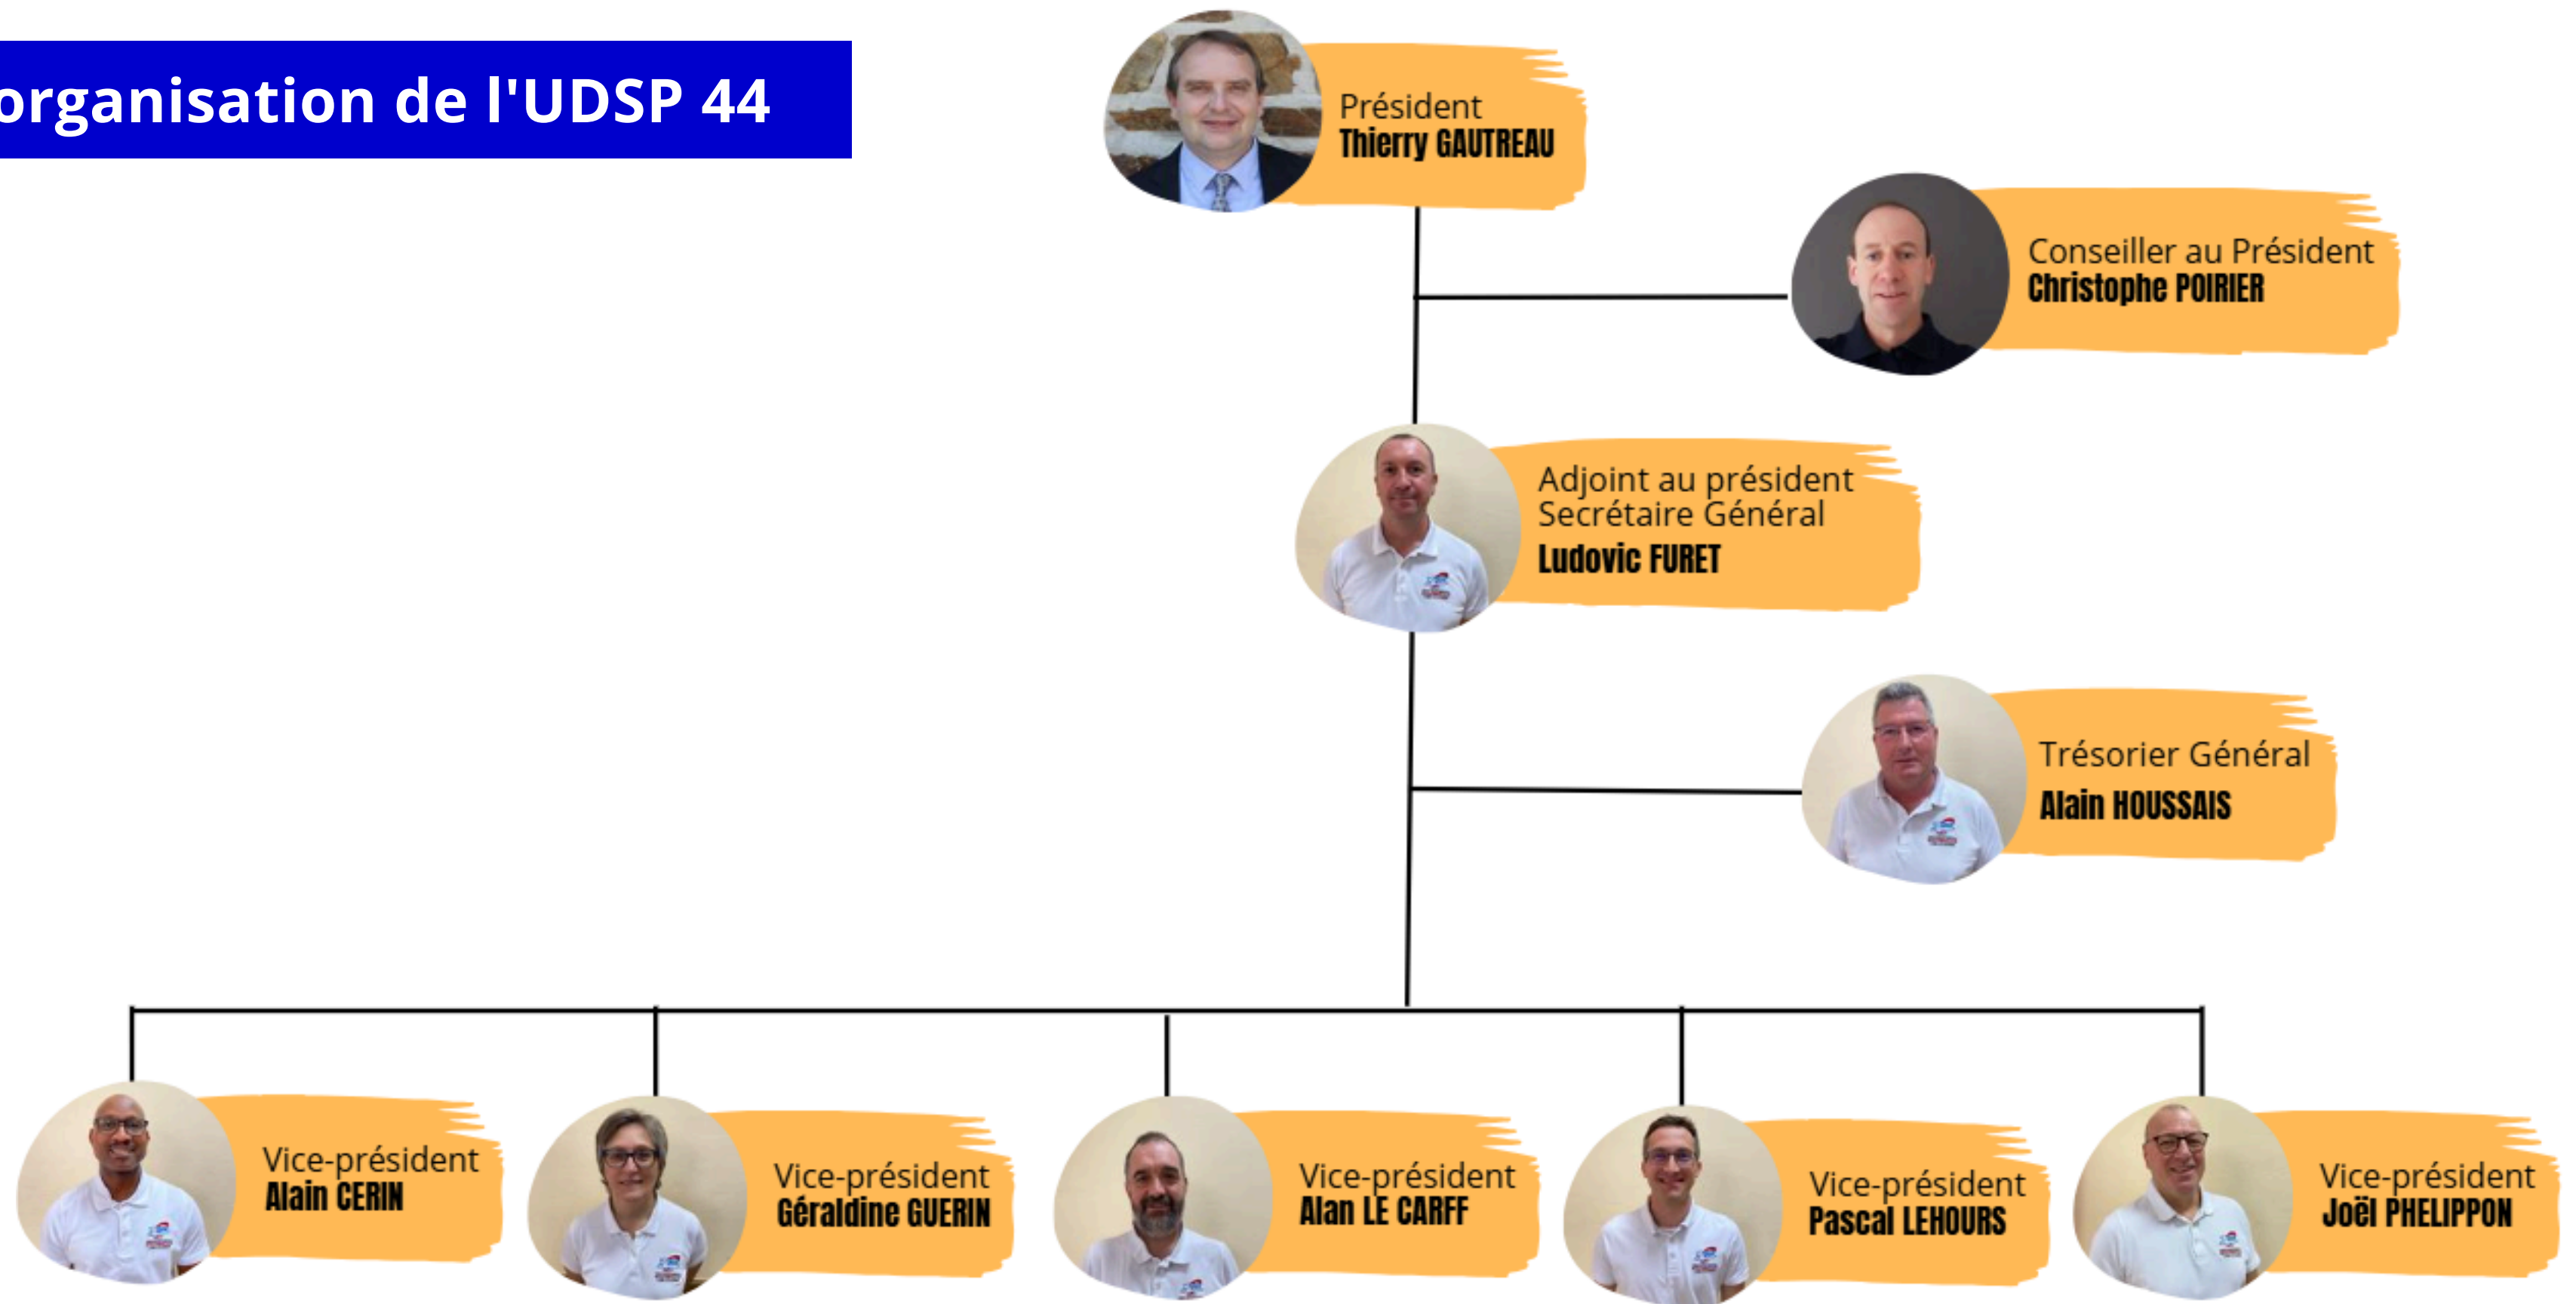 organisation de l'UDSP 44
Président
Thierry GAUTREAU
Conseiller au Président
Christophe POIRIER
Adjoint au président
Secrétaire Général
Ludovic FURET
Trésorier Général
Alain HOUSSAIS
Vice-président
Alain CERIN
Vice-président
Géraldine GUERIN
Vice-président
Alan LE CARFF
Vice-président
Pascal LEHOURS
Vice-président
Joël PHELIPPON